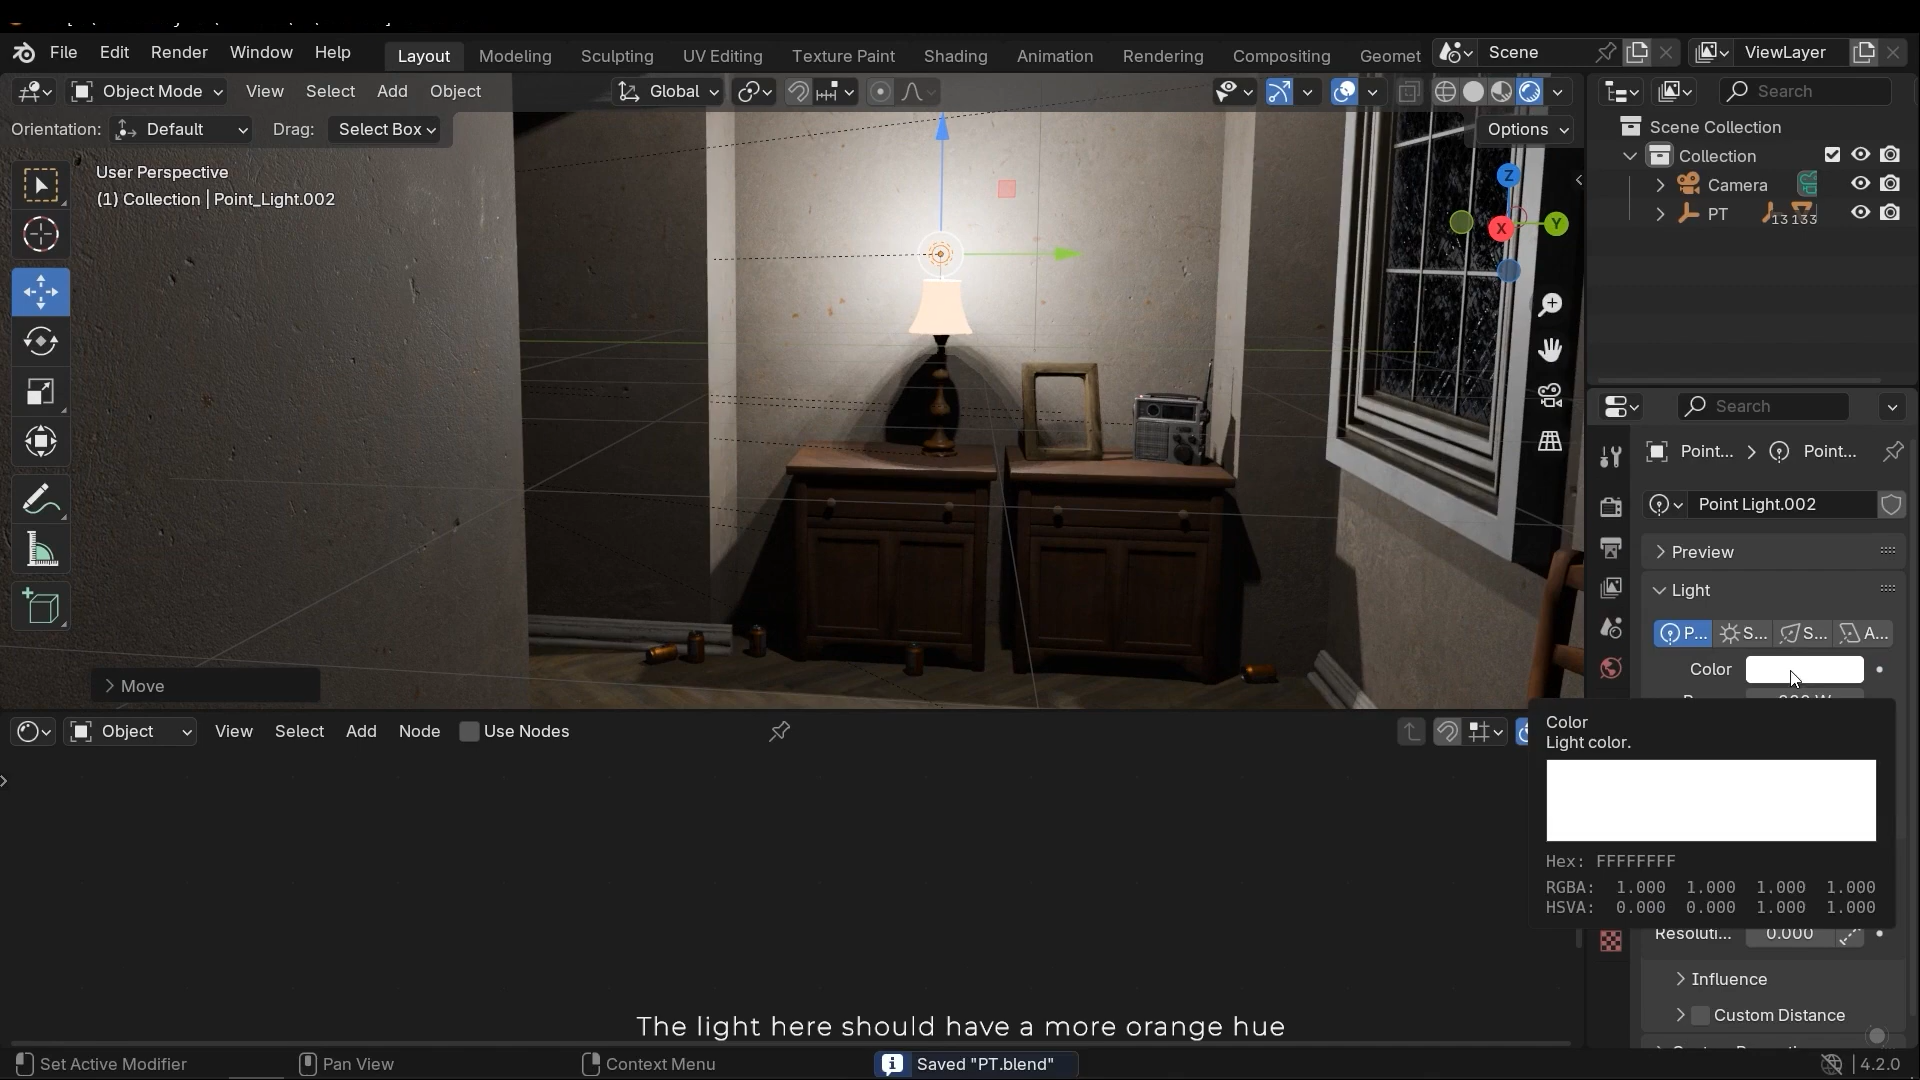 File Edit Render Window Help
Layout Modeling Sculpting UV Editing Texture Paint Shading Animation Rendering Compositing Geomet
Scene
ViewLayer
Object Mode View Select Add Object
Global
Search
Orientation: Default Drag: Select Box
Options
User Perspective
(1) Collection | Point_Light.002
Z
Y
X
Scene Collection
Collection
Camera
PT
13 133
Search
Point... Point...
Point Light.002
Preview
Light
P... S... S... A...
Color
Move
Object View Select Add Node Use Nodes
Color
Light color.
Hex: FFFFFFFF
RGBA: 1.000 1.000 1.000 1.000
HSVA: 0.000 0.000 1.000 1.000
Resoluti... 0.000
Influence
Custom Distance
The light here should have a more orange hue
Set Active Modifier Pan View Context Menu Saved "PT.blend" 4.2.0